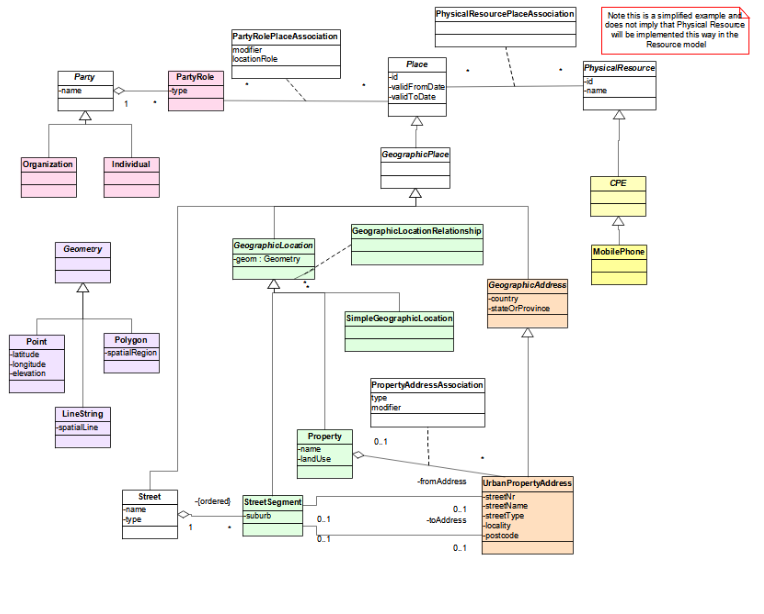 PhysicalResourcePlaceAssociation
Note this is a simplified example and
does not imply that Physical Resource
will be implemented this way in the
Resource model
PartyRolePlaceAssociation
modifier
locationRole
Party
-name
1
*
PartyRole
-type
*
*
Place
-id
-validFromDate
-validToDate
*
*
PhysicalResource
-id
-name
Organization
Individual
GeographicPlace
CPE
MobilePhone
Geometry
GeographicLocation
-geom : Geometry
*
*
GeographicLocationRelationship
GeographicAddress
-country
-stateOrProvince
SimpleGeographicLocation
Point
-latitude
-longitude
-elevation
Polygon
-spatialRegion
LineString
-spatialLine
PropertyAddressAssociation
type
modifier
Property
-name
-landUse
0..1
*
Street
-name
-type
-{ordered}
1
*
StreetSegment
-suburb
0..1
0..1
-fromAddress
0..1
-toAddress
0..1
UrbanPropertyAddress
-streetNr
-streetName
-streetType
-locality
-postcode